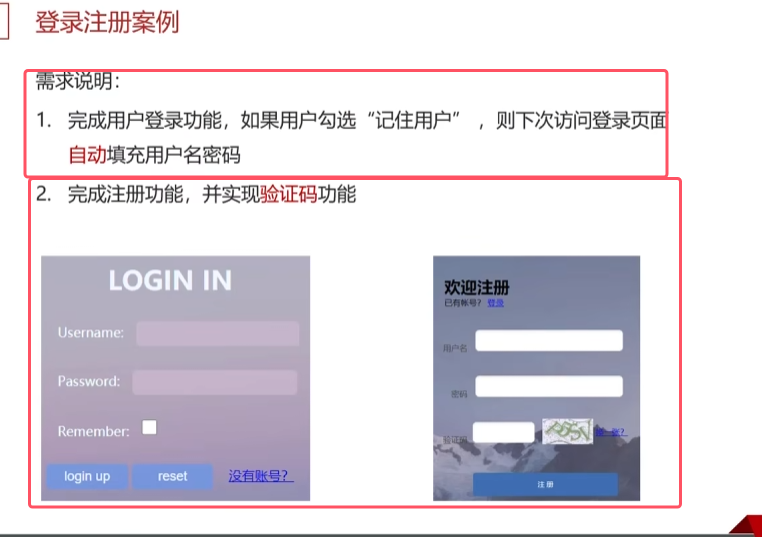 登录注册案例
需求说明：
1. 完成用户登录功能，如果用户勾选“记住用户”，则下次访问登录页面
自动填充用户名密码
2. 完成注册功能，并实现验证码功能
LOGIN IN
Username:
Password:
Remember:
login up reset 没有账号？
欢迎注册
已有帐号？ 登录
用户名
密码
验证码
注 册